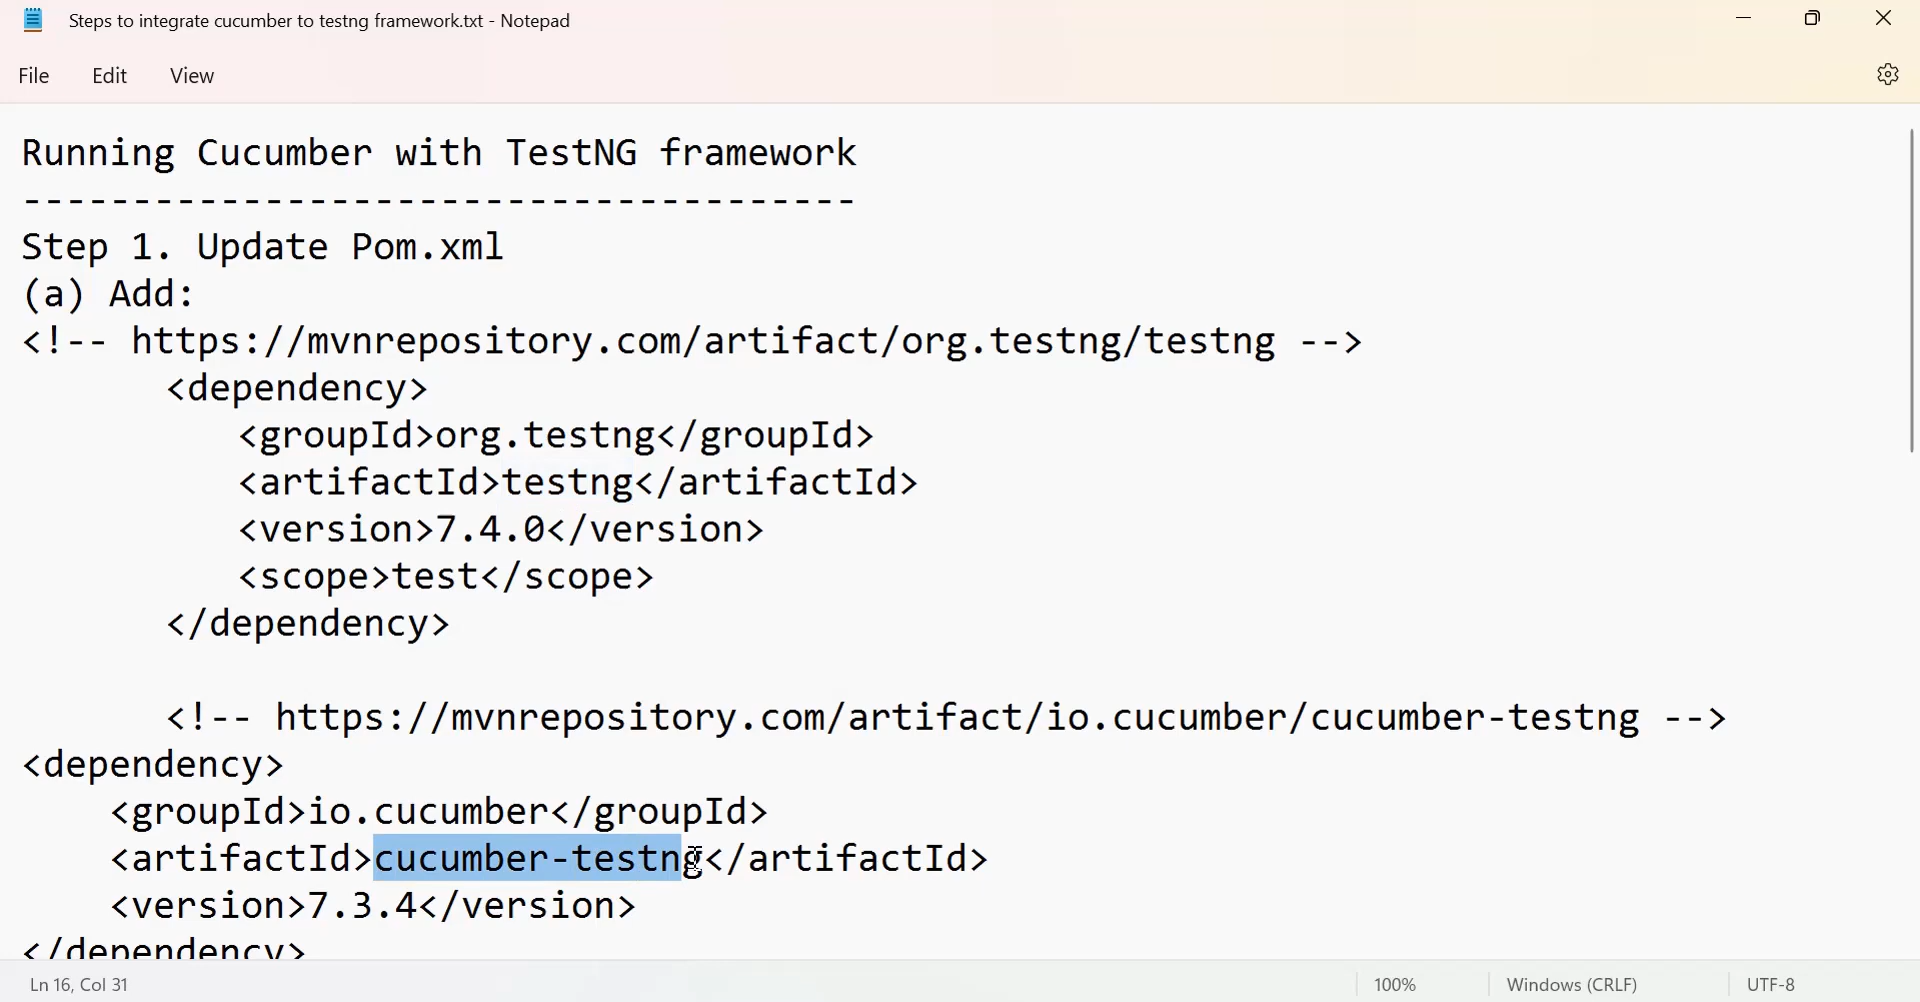 Steps to integrate cucumber to testng framework.txt - Notepad
File Edit View
Running Cucumber with TestNG framework
--------------------------------------
Step 1. Update Pom.xml
(a) Add:
<!-- https://mvnrepository.com/artifact/org.testng/testng -->
<dependency>
<groupId>org.testng</groupId>
<artifactId>testng</artifactId>
<version>7.4.0</version>
<scope>test</scope>
</dependency>
<!-- https://mvnrepository.com/artifact/io.cucumber/cucumber-testng -->
<dependency>
<groupId>io.cucumber</groupId>
<artifactId>cucumber-testng</artifactId>
<version>7.3.4</version>
</dependency>
Ln 16, Col 31 100% Windows (CRLF) UTF-8